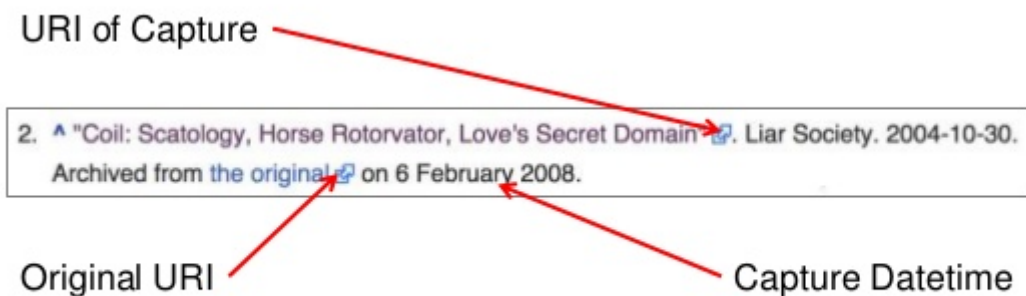 URI of Capture
2. ^ "Coil: Scatology, Horse Rotorvator, Love's Secret Domain". Liar Society. 2004-10-30.
Archived from the original on 6 February 2008.
Original URI
Capture Datetime